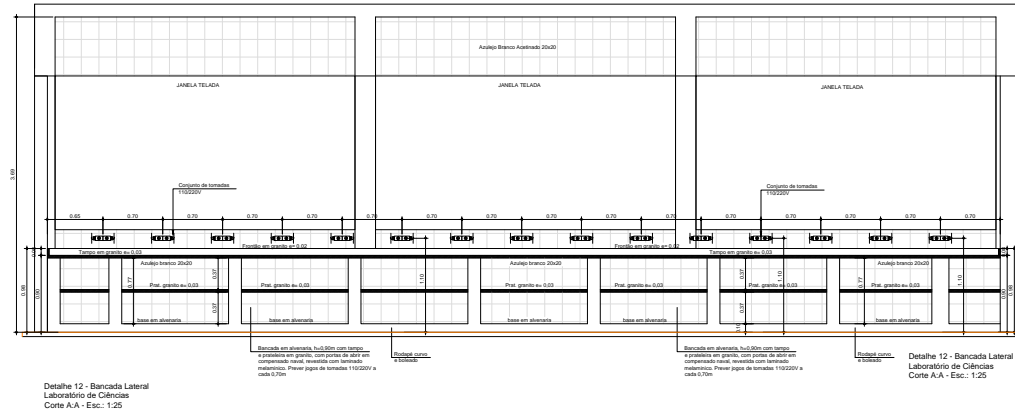 Azulejo Branco Acetinado 20x20
JANELA TELADA
JANELA TELADA
JANELA TELADA
3.69
Conjunto de tomadas
110/220V
Conjunto de tomadas
110/220V
0.65
0.70
0.70
0.70
0.70
0.70
0.70
0.70
0.70
0.70
0.70
0.70
0.70
0.70
0.70
Frontão em granito e= 0.02
Frontão em granito e= 0.02
Tampo em granito e= 0,03
Tampo em granito e= 0,03
Azulejo branco 20x20
Azulejo branco 20x20
Azulejo branco 20x20
0.98
0.90
0.77
0.37
0.37
1.10
0.37
0.37
0.10
1.10
0.77
1.10
0.90
0.98
Prat. granito e= 0,03
Prat. granito e= 0,03
Prat. granito e= 0,03
Prat. granito e= 0,03
Prat. granito e= 0,03
Prat. granito e= 0,03
base em alvenaria
base em alvenaria
base em alvenaria
base em alvenaria
base em alvenaria
base em alvenaria
Bancada em alvenaria, h=0,90m com tampo
e prateleira em granito, com portas de abrir em
compensado naval, revestida com laminado
melamínico. Prever jogos de tomadas 110/220V a
cada 0,70m
Rodapé curvo
e boleado
Bancada em alvenaria, h=0,90m com tampo
e prateleira em granito, com portas de abrir em
compensado naval, revestida com laminado
melamínico. Prever jogos de tomadas 110/220V a
cada 0,70m
Rodapé curvo
e boleado
Detalhe 12 - Bancada Lateral
Laboratório de Ciências
Corte A:A - Esc.: 1:25
Detalhe 12 - Bancada Lateral
Laboratório de Ciências
Corte A:A - Esc.: 1:25